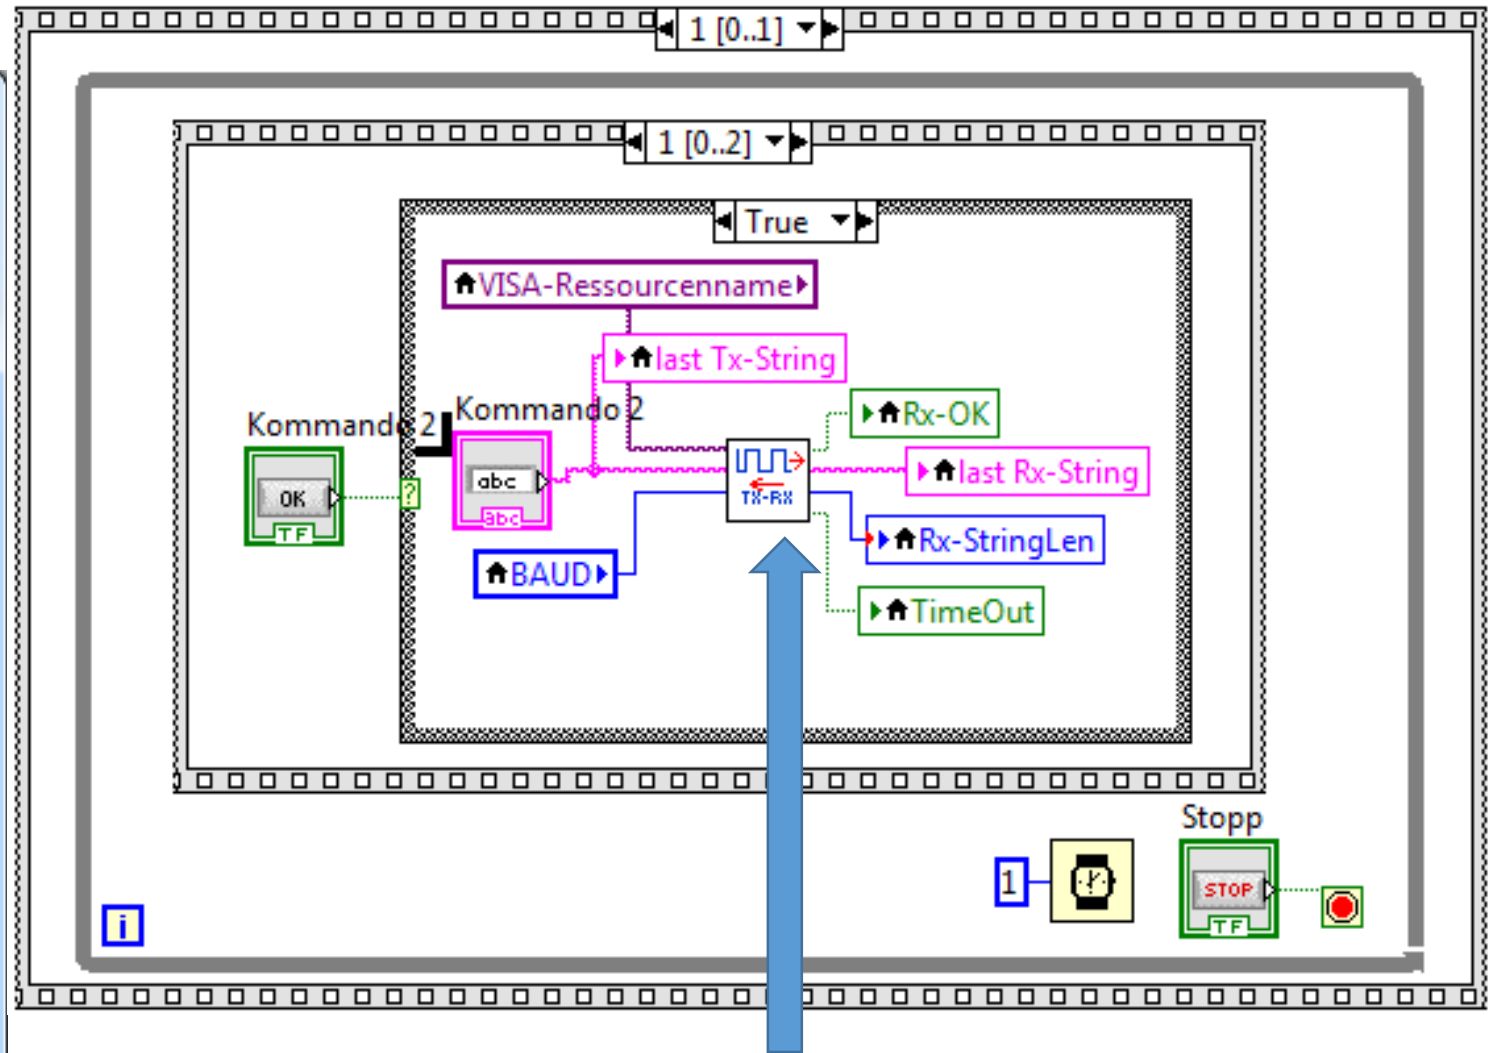 1 [0..1]
1 [0..2]
True
VISA-Ressourcenname
last Tx-String
Kommando 2
Kommando 2
Rx-OK
abc
abc
last Rx-String
OK
TF
?
TX-RX
Rx-StringLen
BAUD
TimeOut
Stopp
1
STOP
TF
i